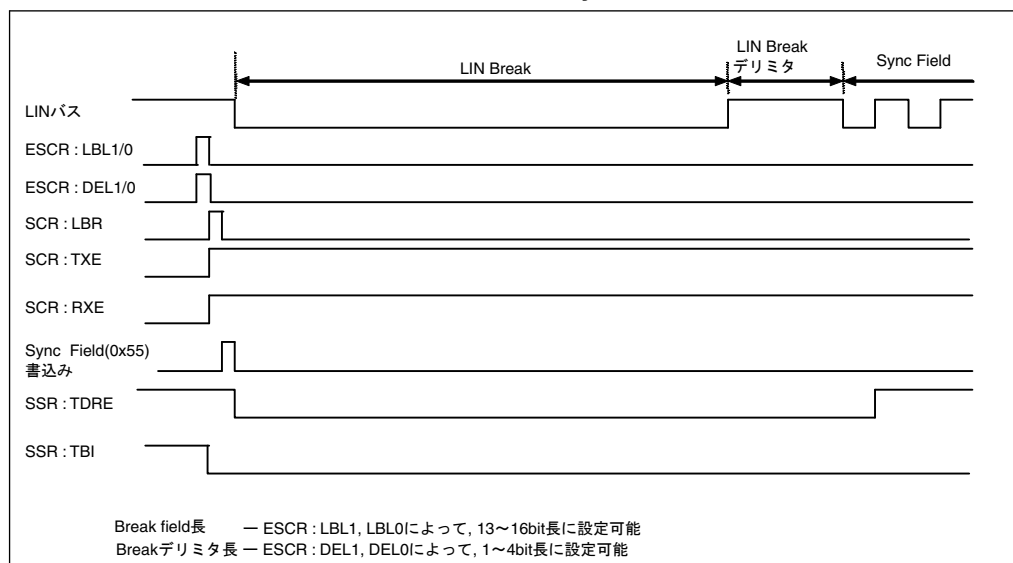 LIN Break
LIN Break
デリミタ
Sync Field
LINバス
ESCR : LBL1/0
ESCR : DEL1/0
SCR : LBR
SCR : TXE
SCR : RXE
Sync Field(0x55)
書込み
SSR : TDRE
SSR : TBI
Break field長 ー ESCR : LBL1, LBL0によって, 13〜16bit長に設定可能
Breakデリミタ長 ー ESCR : DEL1, DEL0によって, 1〜4bit長に設定可能